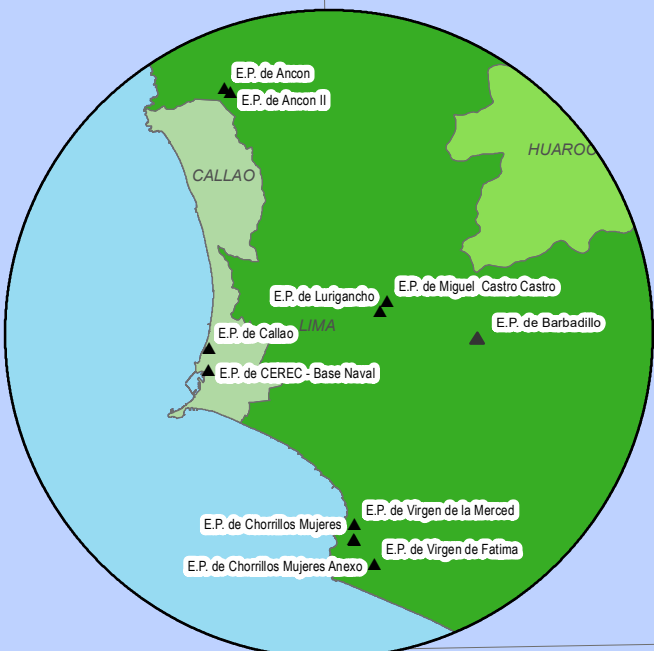 E.P. de Ancon
E.P. de Ancon II
CALLAO
HUAROC
E.P. de Miguel Castro Castro
E.P. de Lurigancho
E.P. de Barbadillo
LIMA
E.P. de Callao
E.P. de CEREC - Base Naval
E.P. de Virgen de la Merced
E.P. de Chorrillos Mujeres
E.P. de Virgen de Fatima
E.P. de Chorrillos Mujeres Anexo